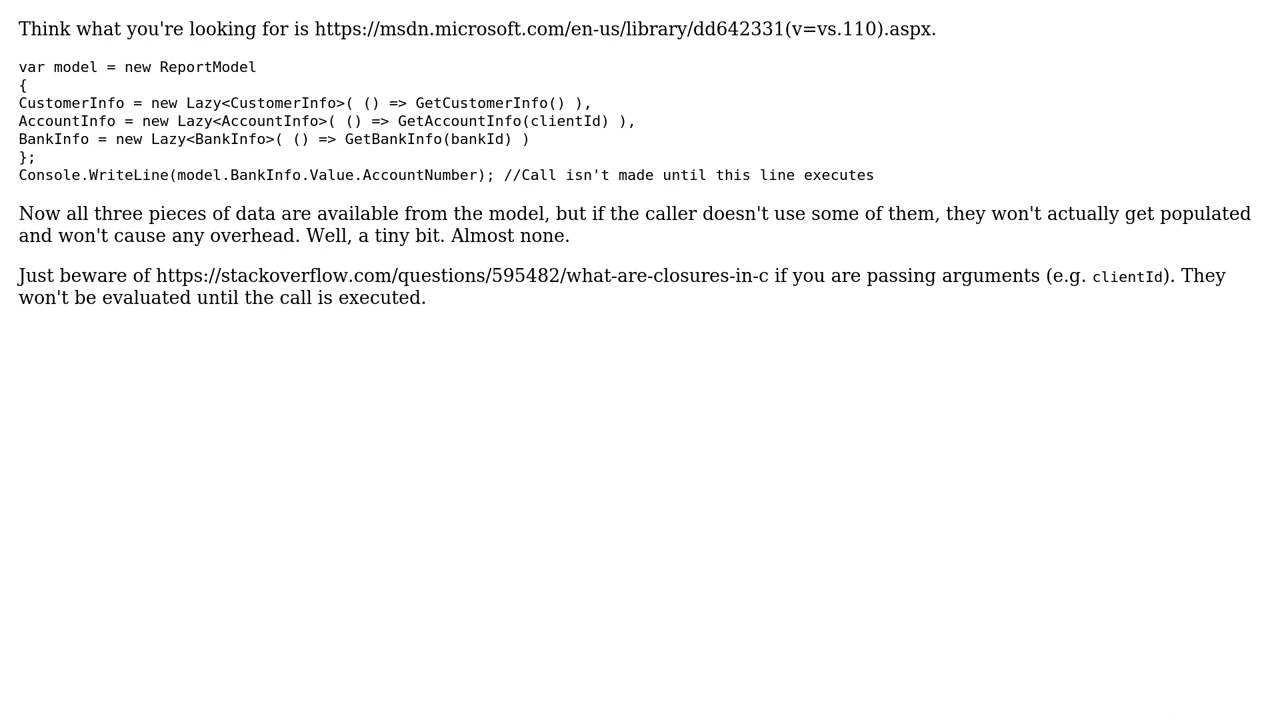 Think what you're looking for is https://msdn.microsoft.com/en-us/library/dd642331(v=vs.110).aspx.
var model = new ReportModel
{
CustomerInfo = new Lazy<CustomerInfo>( () => GetCustomerInfo() ),
AccountInfo = new Lazy<AccountInfo>( () => GetAccountInfo(clientId) ),
BankInfo = new Lazy<BankInfo>( () => GetBankInfo(bankId) )
};
Console.WriteLine(model.BankInfo.Value.AccountNumber); //Call isn't made until this line executes
Now all three pieces of data are available from the model, but if the caller doesn't use some of them, they won't actually get populated
and won't cause any overhead. Well, a tiny bit. Almost none.
Just beware of https://stackoverflow.com/questions/595482/what-are-closures-in-c if you are passing arguments (e.g. clientId). They
won't be evaluated until the call is executed.